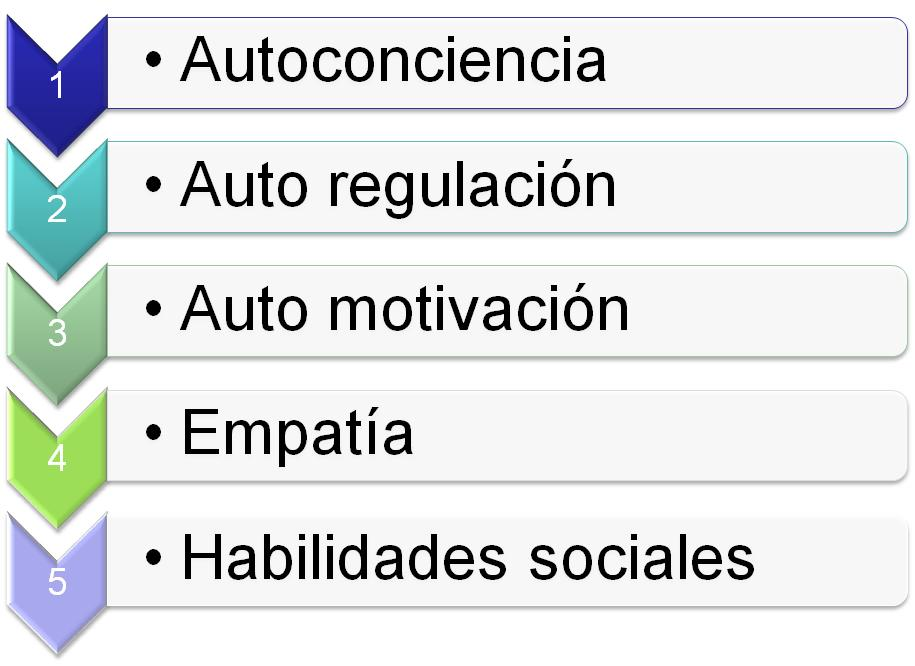 1 • Autoconciencia
2 • Auto regulación
3 • Auto motivación
4 • Empatía
5 • Habilidades sociales